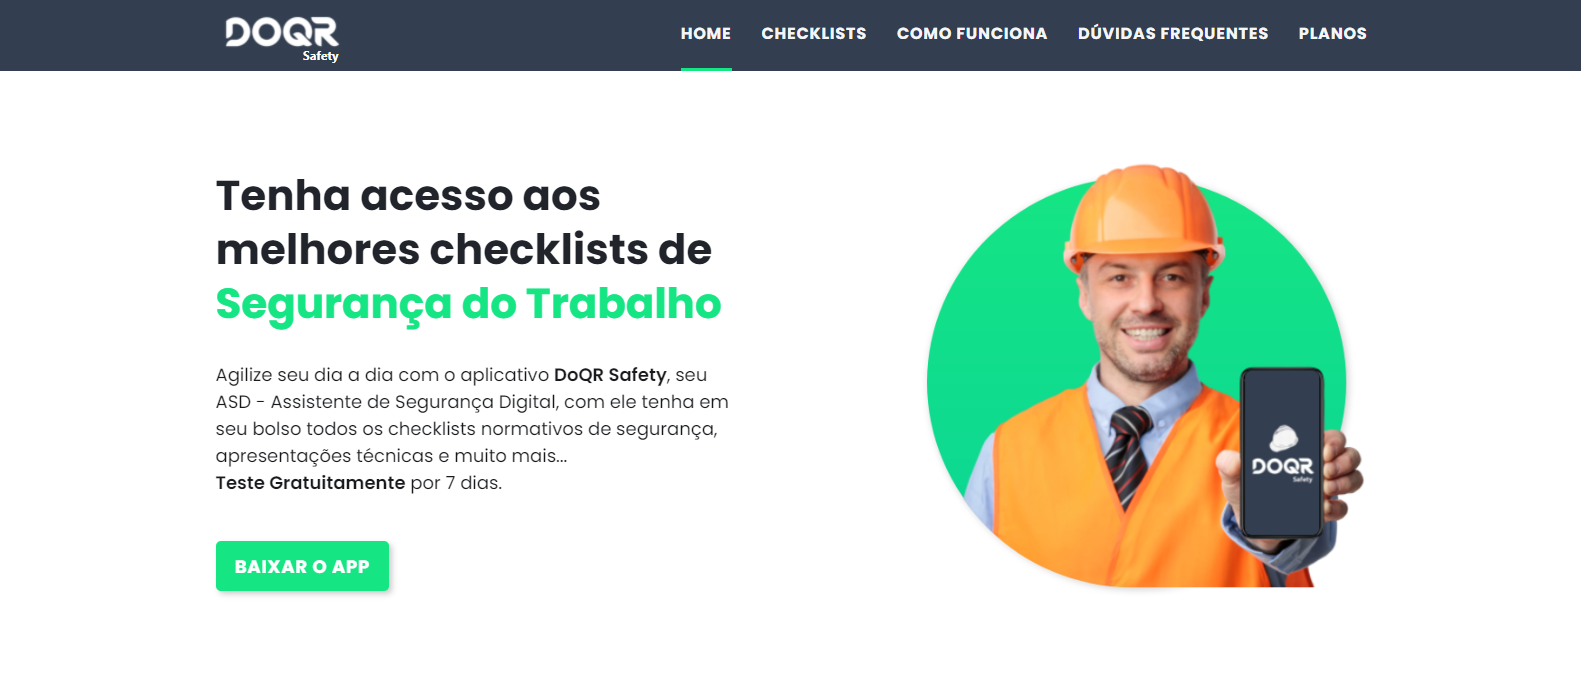 DOQR
Safety
HOME
CHECKLISTS
COMO FUNCIONA
DÚVIDAS FREQUENTES
PLANOS
Tenha acesso aos
melhores checklists de
Segurança do Trabalho
Agilize seu dia a dia com o aplicativo DoQR Safety, seu
ASD - Assistente de Segurança Digital, com ele tenha em
seu bolso todos os checklists normativos de segurança,
apresentações técnicas e muito mais...
Teste Gratuitamente por 7 dias.
BAIXAR O APP
DOQR
Safety